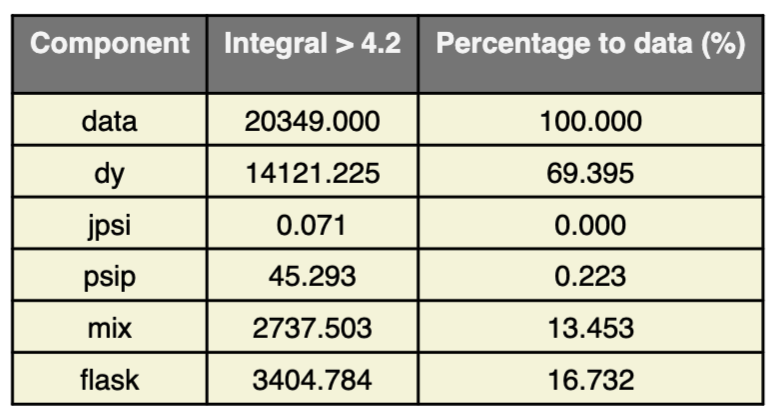 Component Integral > 4.2 Percentage to data (%)
data 20349.000 100.000
dy 14121.225 69.395
jpsi 0.071 0.000
psip 45.293 0.223
mix 2737.503 13.453
flask 3404.784 16.732